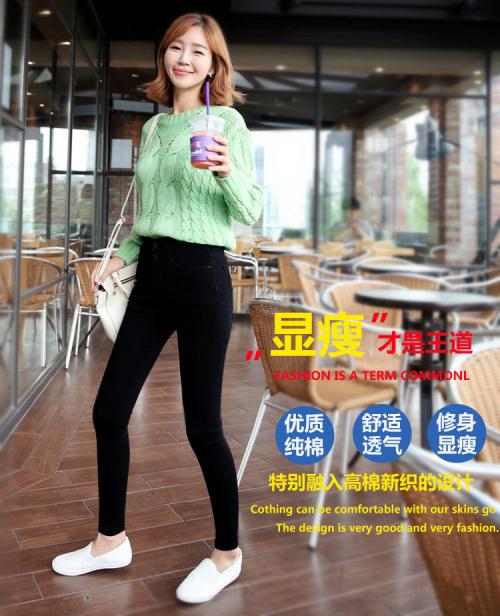 „显瘦”才是王道
FASHION IS A TERM COMMONL
优质 舒适 修身
纯棉 透气 显瘦
特别融入高棉新织的设计
Cothing can be comfortable with our skins go
The design is very good and very fashion.